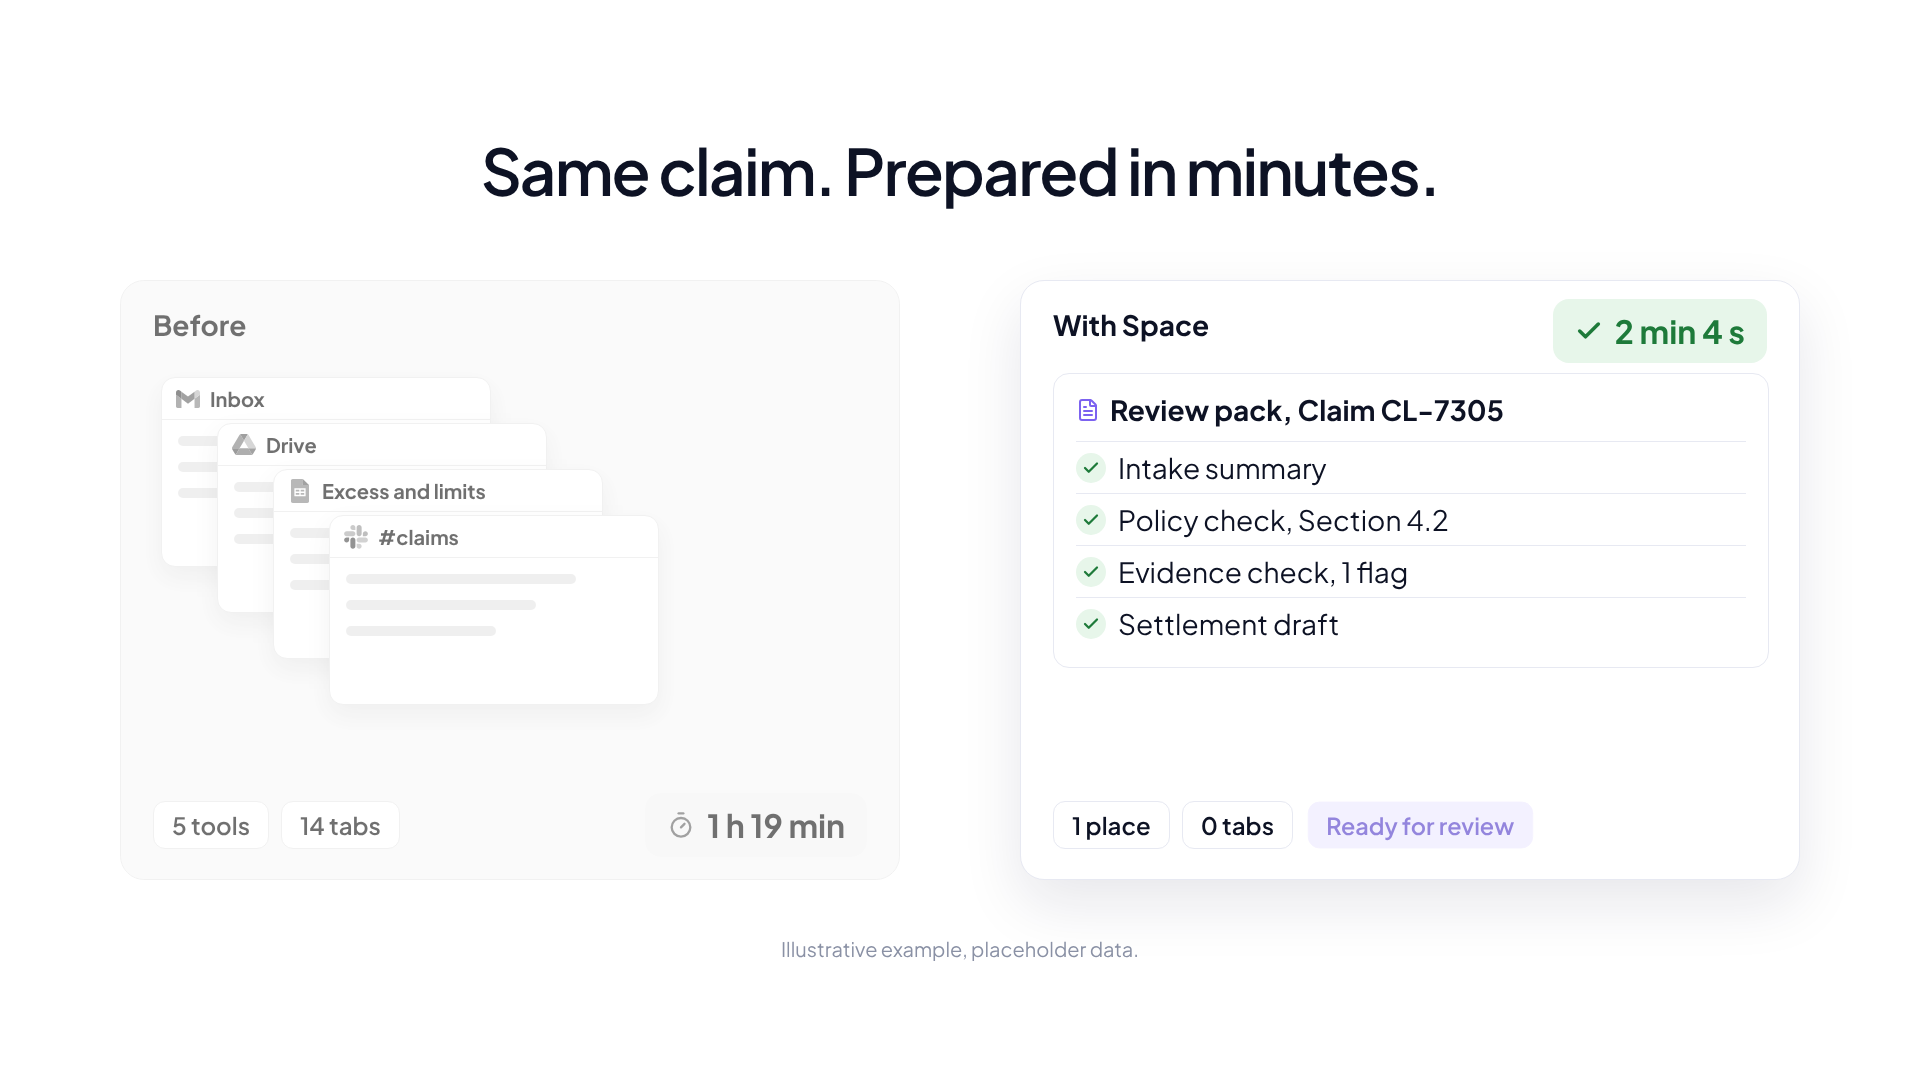 Same claim. Prepared in minutes.
Before
Inbox
Drive
Excess and limits
#claims
5 tools
14 tabs
1 h 19 min
With Space
2 min 4 s
Review pack, Claim CL-7305
Intake summary
Policy check, Section 4.2
Evidence check, 1 flag
Settlement draft
1 place
0 tabs
Ready for review
Illustrative example, placeholder data.